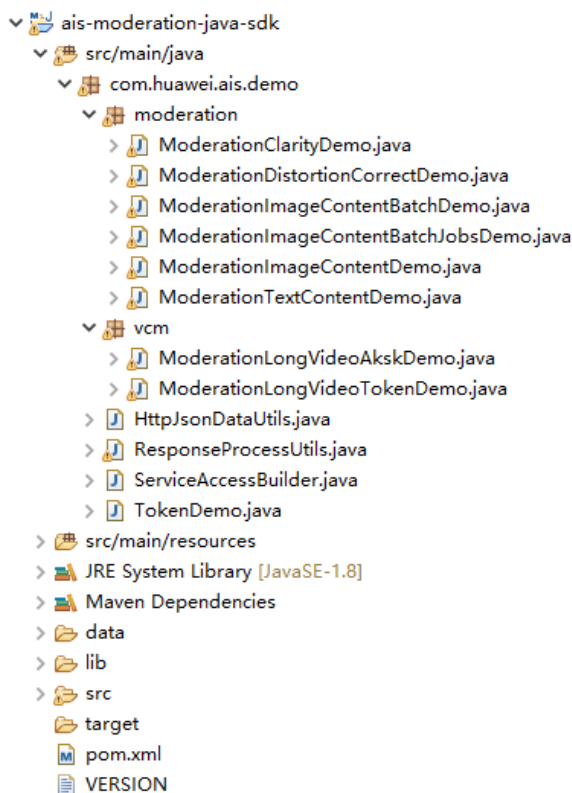 ais-moderation-java-sdk
src/main/java
com.huawei.ais.demo
moderation
ModerationClarityDemo.java
ModerationDistortionCorrectDemo.java
ModerationImageContentBatchDemo.java
ModerationImageContentBatchJobsDemo.java
ModerationImageContentDemo.java
ModerationTextContentDemo.java
vcm
ModerationLongVideoAkskDemo.java
ModerationLongVideoTokenDemo.java
HttpJsonDataUtils.java
ResponseProcessUtils.java
ServiceAccessBuilder.java
TokenDemo.java
src/main/resources
JRE System Library [JavaSE-1.8]
Maven Dependencies
data
lib
src
target
pom.xml
VERSION